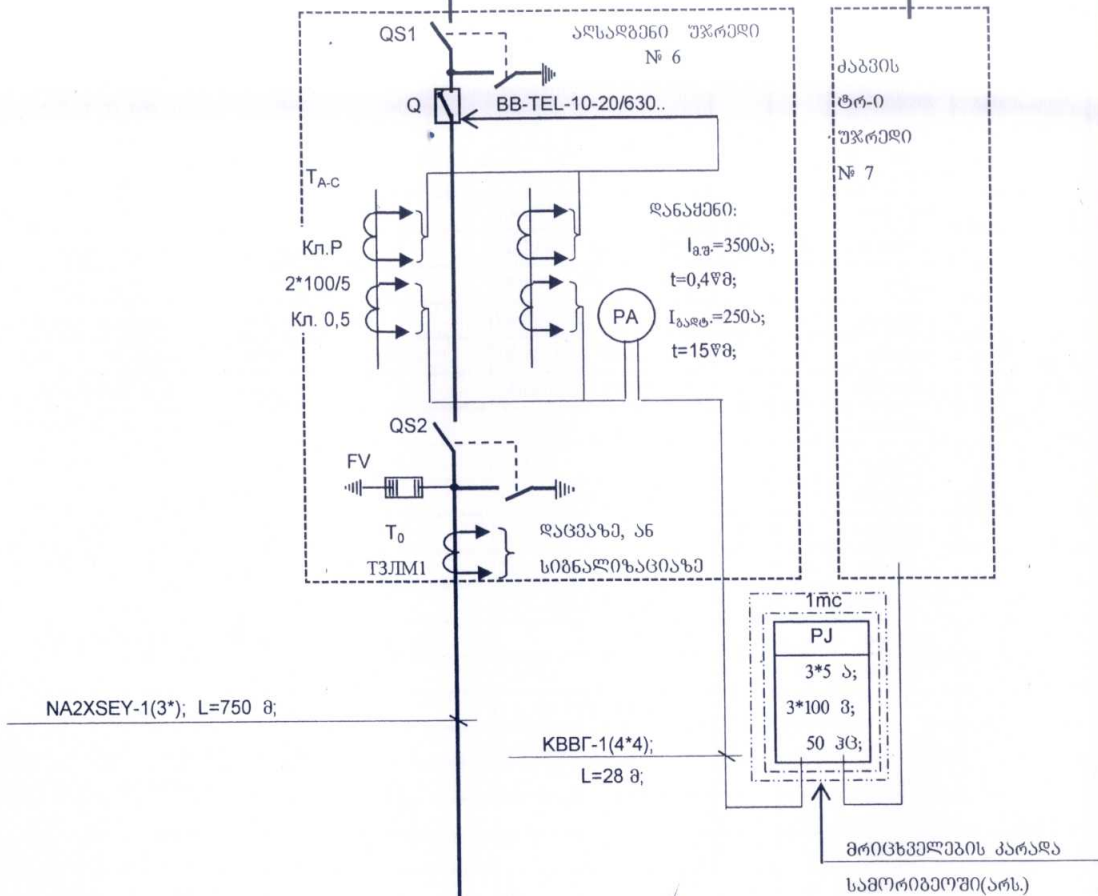 QS1
აღსადგენი უჯრედი
№ 6
Q
BB-TEL-10-20/630..
ძაბვის
ტრ-ი
უჯრედი
№ 7
TA-C
Кл.Р
2*100/5
Кл. 0,5
დანაყენი:
Iმ.შ.=3500ა;
t=0,4წმ;
PA
Iგადტ.=250ა;
t=15წმ;
QS2
FV
T0
ТЗЛМ1
დაცვაზე, ან
სიგნალიზაციაზე
1mc
PJ
3*5 ა;
3*100 ვ;
50 ჰც;
NA2XSEY-1(3*); L=750 მ;
КВВГ-1(4*4);
L=28 მ;
მრიცხველების კარადა
სამორიგეოში(არს.)